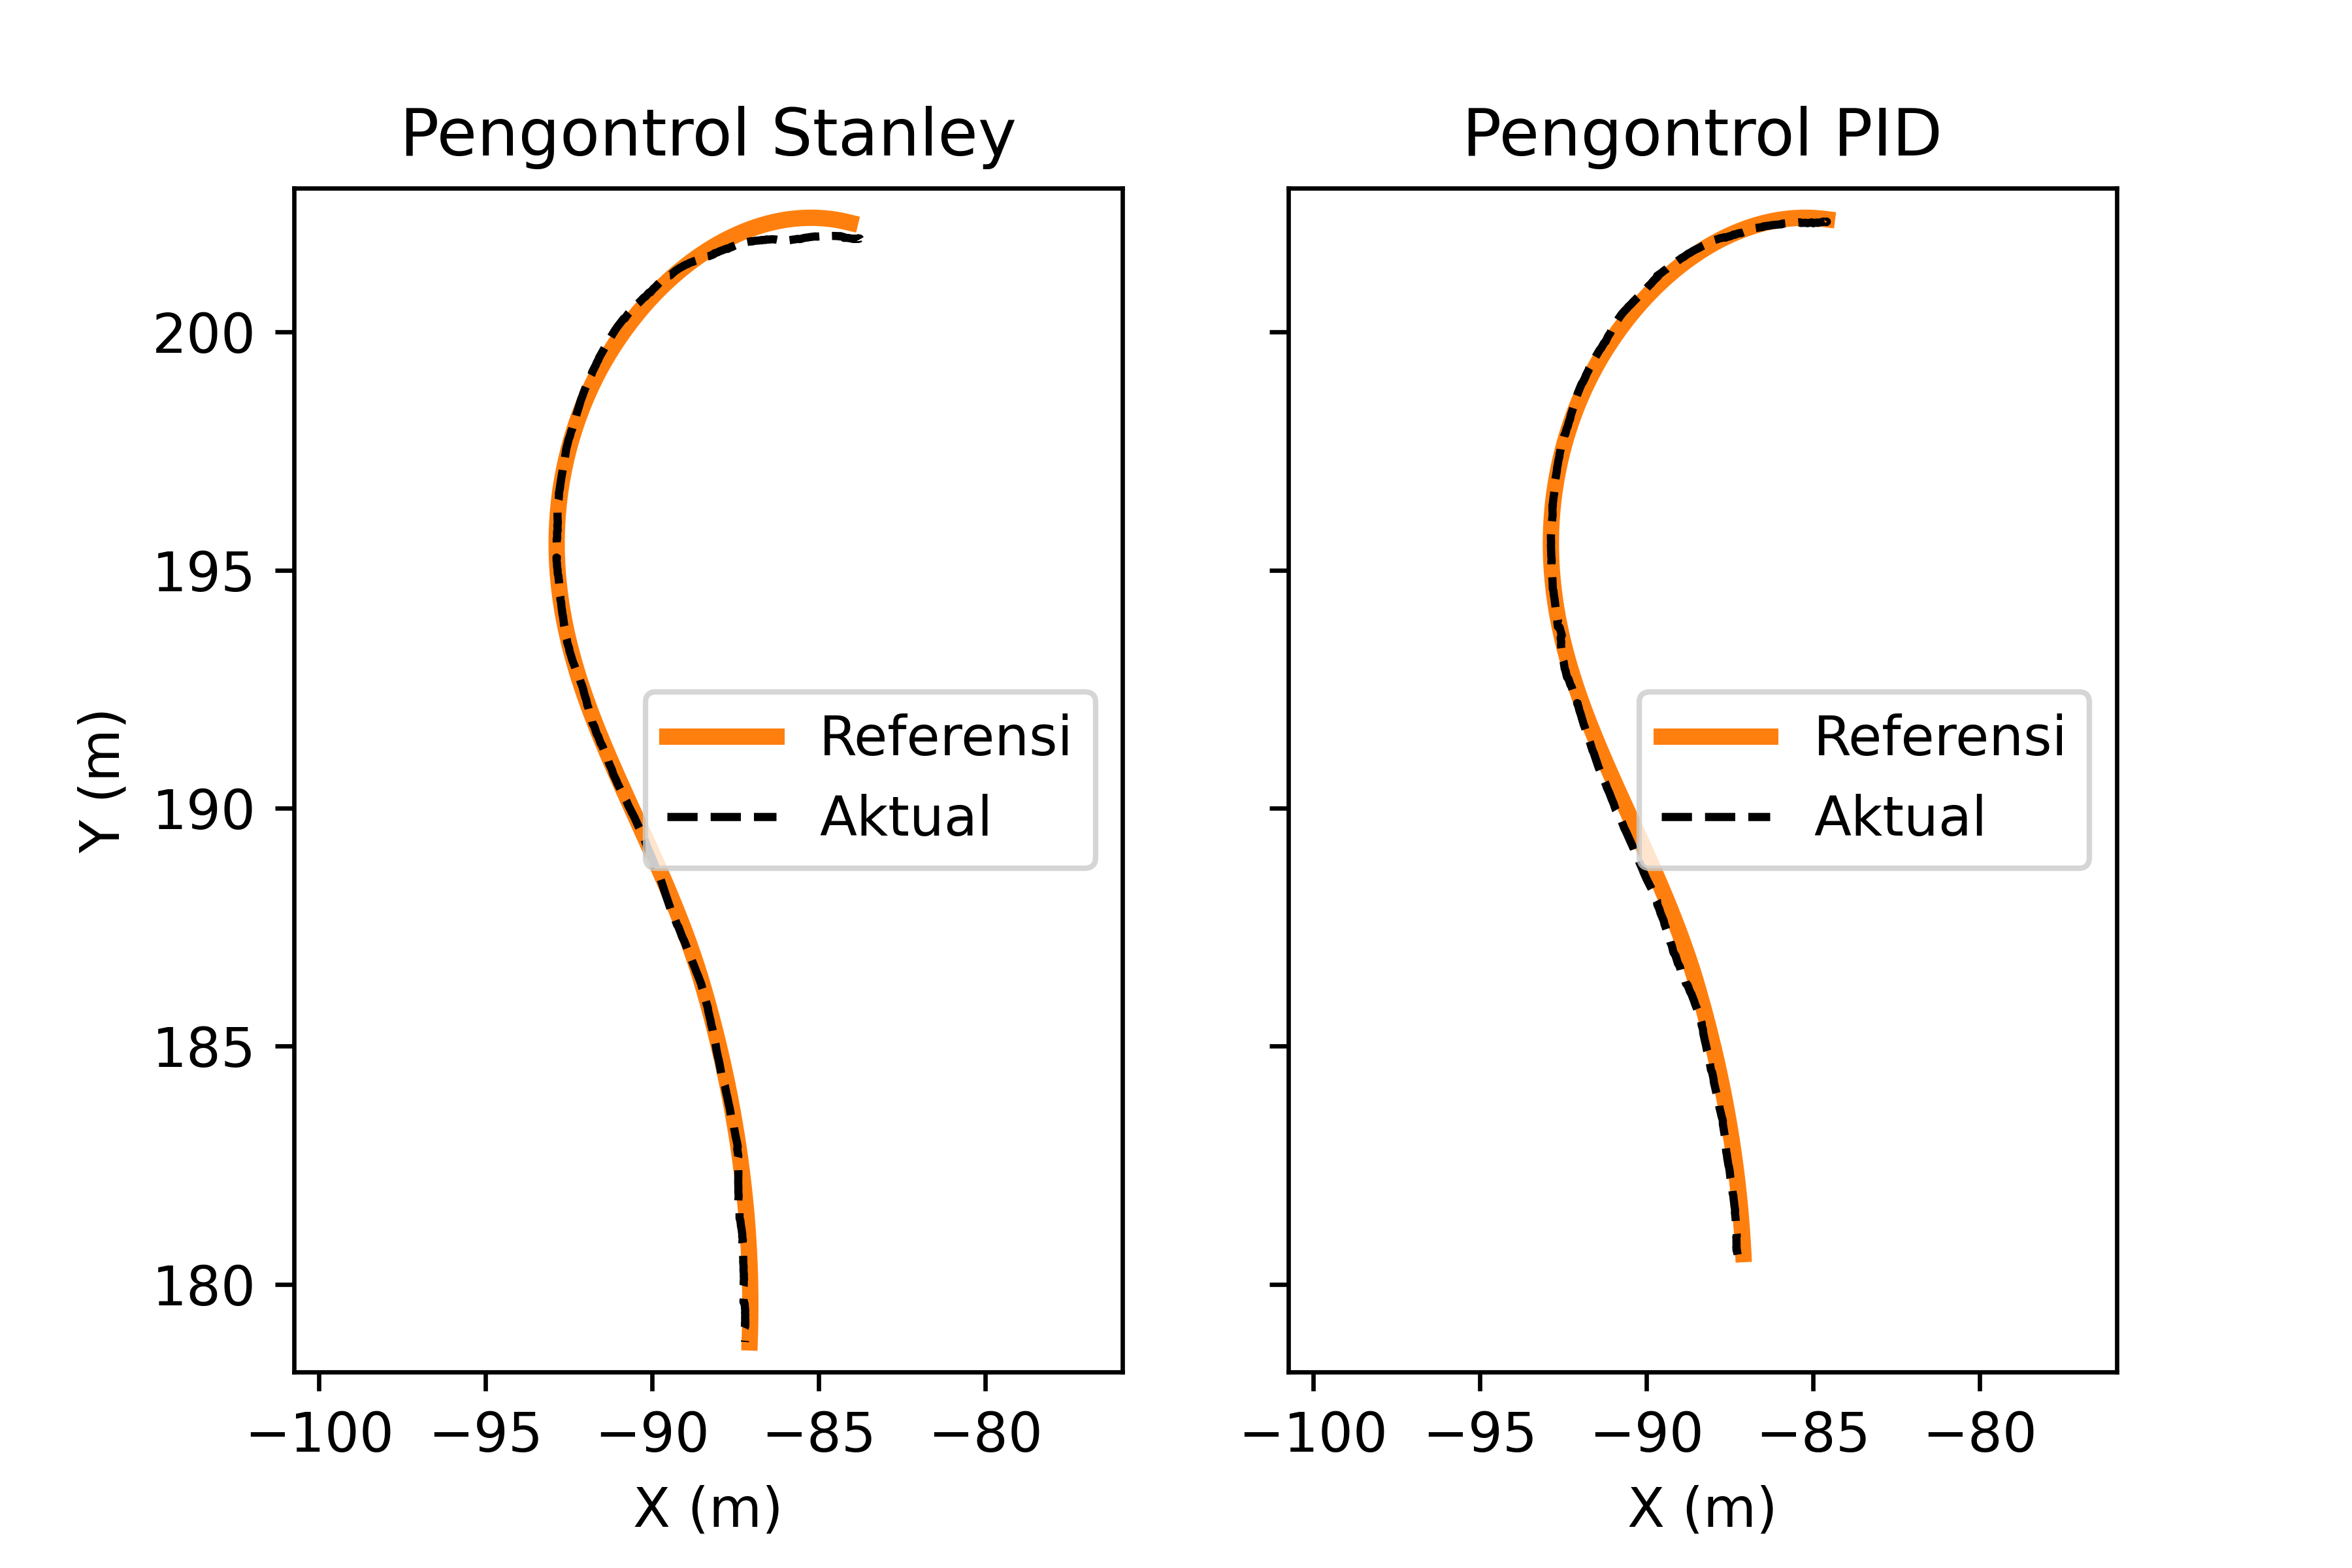 Pengontrol Stanley
Y (m)
200
195
190
185
180
Referensi
Aktual
−100 −95 −90 −85 −80
X (m)
Pengontrol PID
Referensi
Aktual
−100 −95 −90 −85 −80
X (m)